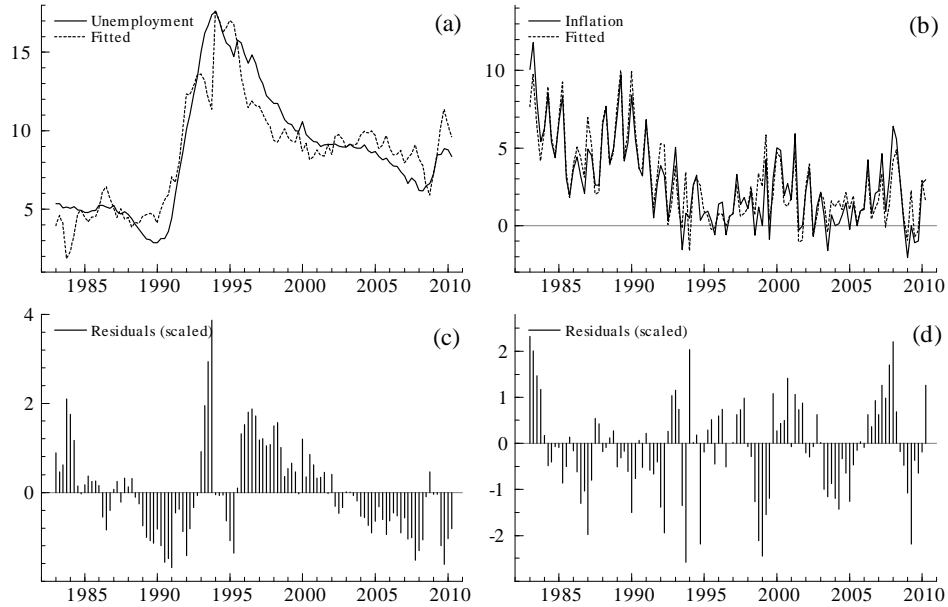 Unemployment
Fitted
(a)
15
10
5
1985 1990 1995 2000 2005 2010
Inflation
Fitted
(b)
10
5
0
1985 1990 1995 2000 2005 2010
Residuals (scaled)
(c)
4
2
0
1985 1990 1995 2000 2005 2010
Residuals (scaled)
(d)
2
1
0
-1
-2
1985 1990 1995 2000 2005 2010